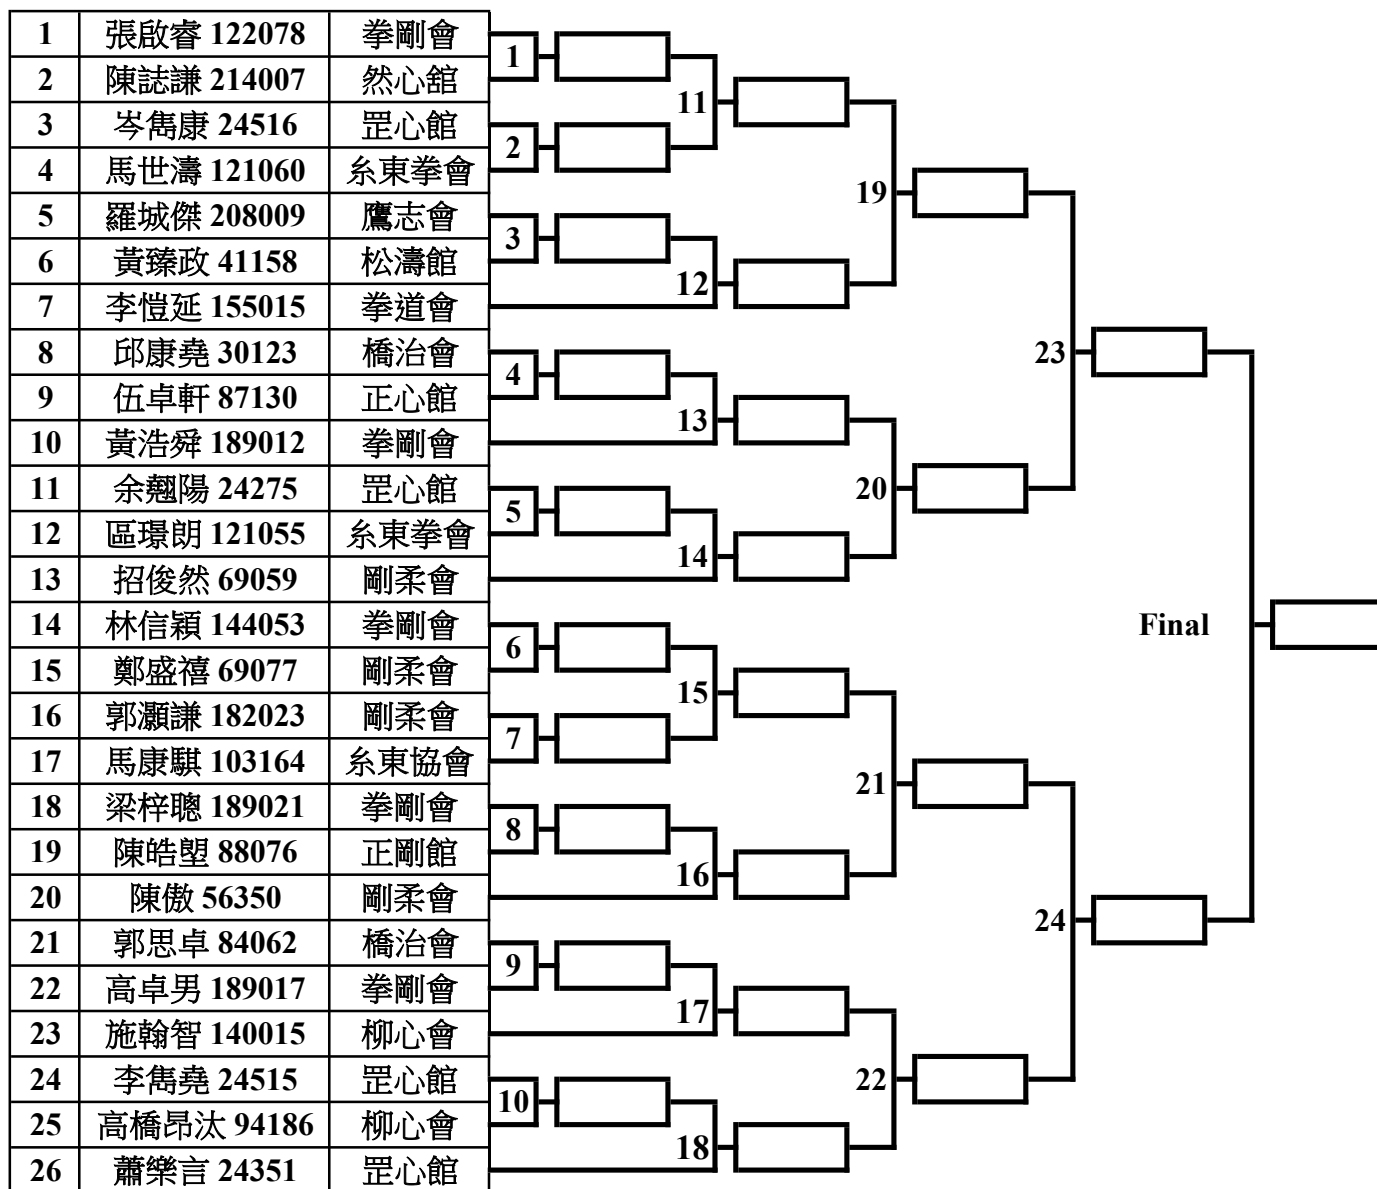 1 張啟睿 122078 拳剛會
2 陳誌謙 214007 然心舘
3 岑雋康 24516 罡心館
4 馬世濤 121060 糸東拳會
5 羅城傑 208009 鷹志會
6 黃臻政 41158 松濤館
7 李愷延 155015 拳道會
8 邱康堯 30123 橋治會
9 伍卓軒 87130 正心館
10 黃浩舜 189012 拳剛會
11 余翹陽 24275 罡心館
12 區璟朗 121055 糸東拳會
13 招俊然 69059 剛柔會
14 林信穎 144053 拳剛會
15 鄭盛禧 69077 剛柔會
16 郭灝謙 182023 剛柔會
17 馬康騏 103164 糸東協會
18 梁梓聰 189021 拳剛會
19 陳皓塱 88076 正剛館
20 陳傲 56350 剛柔會
21 郭思卓 84062 橋治會
22 高卓男 189017 拳剛會
23 施翰智 140015 柳心會
24 李雋堯 24515 罡心館
25 高橋昂汰 94186 柳心會
26 蕭樂言 24351 罡心館
1
2
3
4
5
6
7
8
9
10
11
12
13
14
15
16
17
18
19
20
21
22
23
24
Final